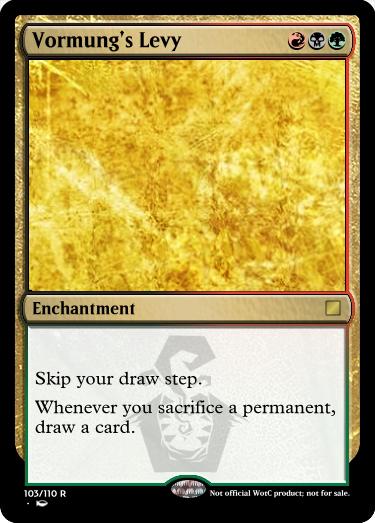 Vormung's Levy
Enchantment
Skip your draw step.
Whenever you sacrifice a permanent,
draw a card.
103/110 R
Not official WotC product; not for sale.